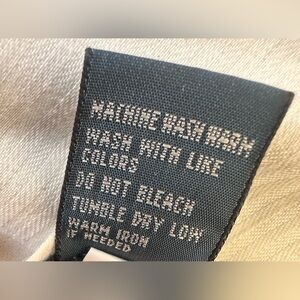 MACHINE WASH WARM
WASH WITH LIKE
COLORS
DO NOT BLEACH
TUMBLE DRY LOW
WARM IRON
IF NEEDED